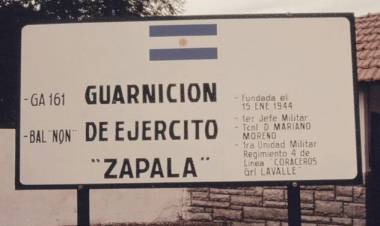 -GA 161
-BAL "NQN"
GUARNICION
DE EJERCITO
"ZAPALA"
- Fundada el
15 ENE 1944
- 1er Jefe Militar
Tcnl D MARIANO
MORENO
- 1ra Unidad Militar
Regimiento 4 de
Linea "CORACEROS
Grl LAVALLE"